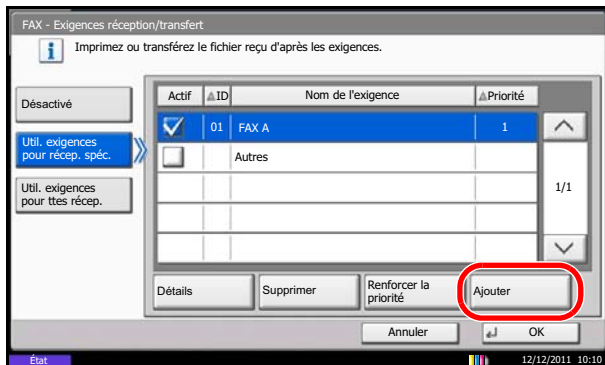 FAX - Exigences réception/transfert
Imprimez ou transférez le fichier reçu d'après les exigences.
Désactivé
Util. exigences
pour récep. spéc.
Util. exigences
pour ttes récep.
Actif ID Nom de l'exigence Priorité
01 FAX A 1
Autres
1/1
Détails Supprimer Renforcer la
priorité Ajouter
Annuler OK
État 12/12/2011 10:10